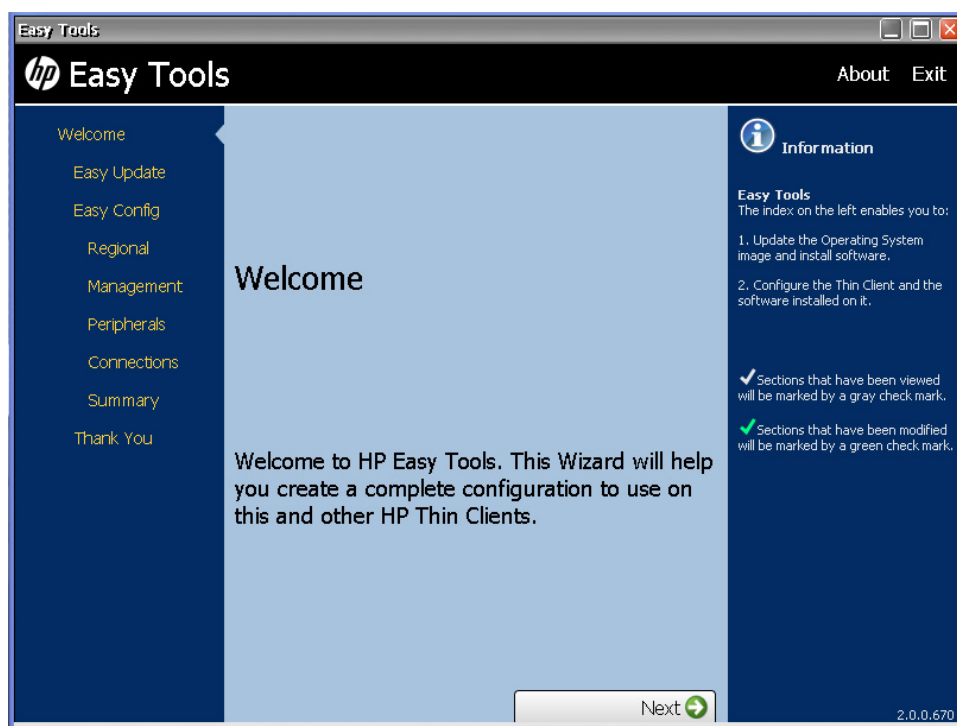 Easy Tools
hp Easy Tools
About Exit
Welcome
Easy Update
Easy Config
Regional
Management
Peripherals
Connections
Summary
Thank You
Welcome
Welcome to HP Easy Tools. This Wizard will help
you create a complete configuration to use on
this and other HP Thin Clients.
Next
Information
Easy Tools
The index on the left enables you to:
1. Update the Operating System
image and install software.
2. Configure the Thin Client and the
software installed on it.
Sections that have been viewed
will be marked by a gray check mark.
Sections that have been modified
will be marked by a green check mark.
2.0.0.670